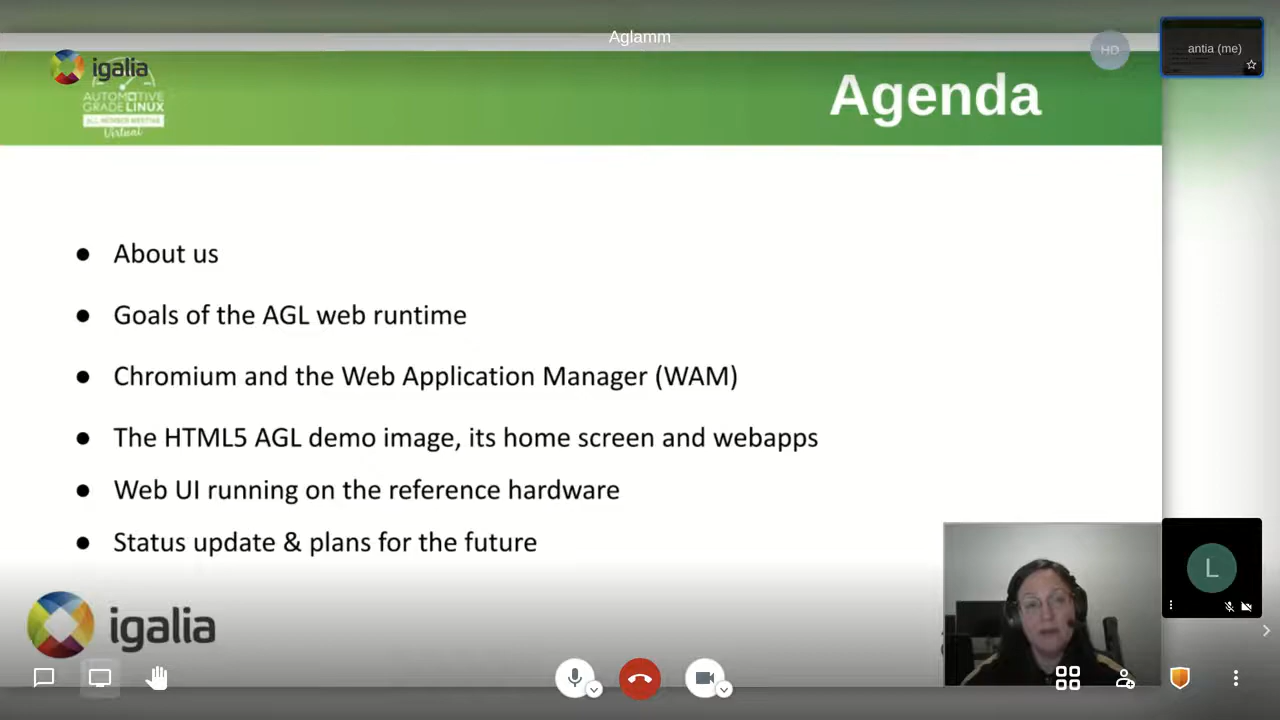 Aglamm
HD
antia (me)
igalia
AUTOMOTIVE
GRADE LINUX
ALL MEMBER MEETING
Virtual
Agenda
● About us
● Goals of the AGL web runtime
● Chromium and the Web Application Manager (WAM)
● The HTML5 AGL demo image, its home screen and webapps
● Web UI running on the reference hardware
● Status update & plans for the future
L
igalia